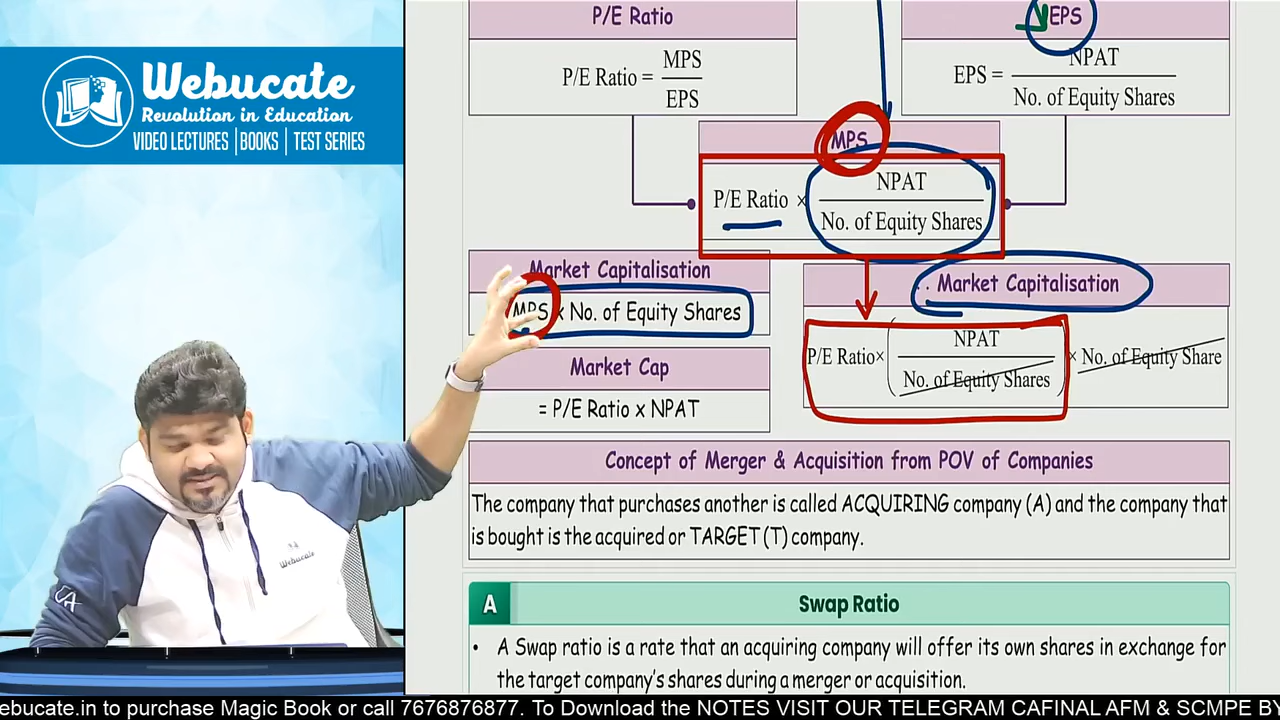 Webucate
Revolution in Education
VIDEO LECTURES | BOOKS | TEST SERIES
P/E Ratio
P/E Ratio = MPS
EPS
EPS
EPS = NPAT
No. of Equity Shares
MPS
P/E Ratio × NPAT
No. of Equity Shares
Market Capitalisation
MPS x No. of Equity Shares
Market Cap
= P/E Ratio x NPAT
∴ Market Capitalisation
P/E Ratio× ( NPAT
No. of Equity Shares ) × No. of Equity Share
Concept of Merger & Acquisition from POV of Companies
The company that purchases another is called ACQUIRING company (A) and the company that
is bought is the acquired or TARGET (T) company.
A Swap Ratio
• A Swap ratio is a rate that an acquiring company will offer its own shares in exchange for
the target company's shares during a merger or acquisition.
Webucate
CA
ebucate.in to purchase Magic Book or call 7676876877. To Download the NOTES VISIT OUR TELEGRAM CAFINAL AFM & SCMPE BY